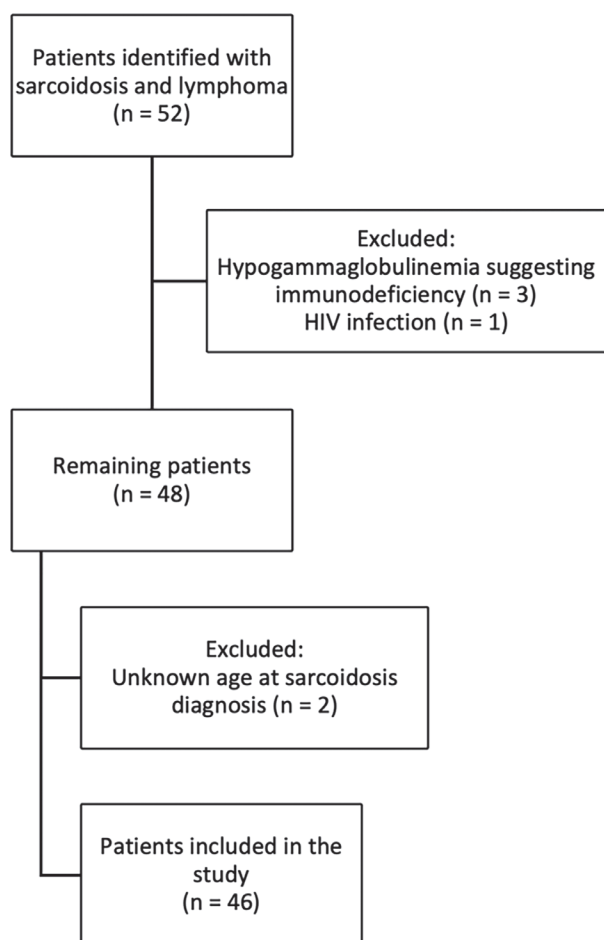 Patients identified with
sarcoidosis and lymphoma
(n = 52)
Excluded:
Hypogammaglobulinemia suggesting
immunodeficiency (n = 3)
HIV infection (n = 1)
Remaining patients
(n = 48)
Excluded:
Unknown age at sarcoidosis
diagnosis (n = 2)
Patients included in the
study
(n = 46)